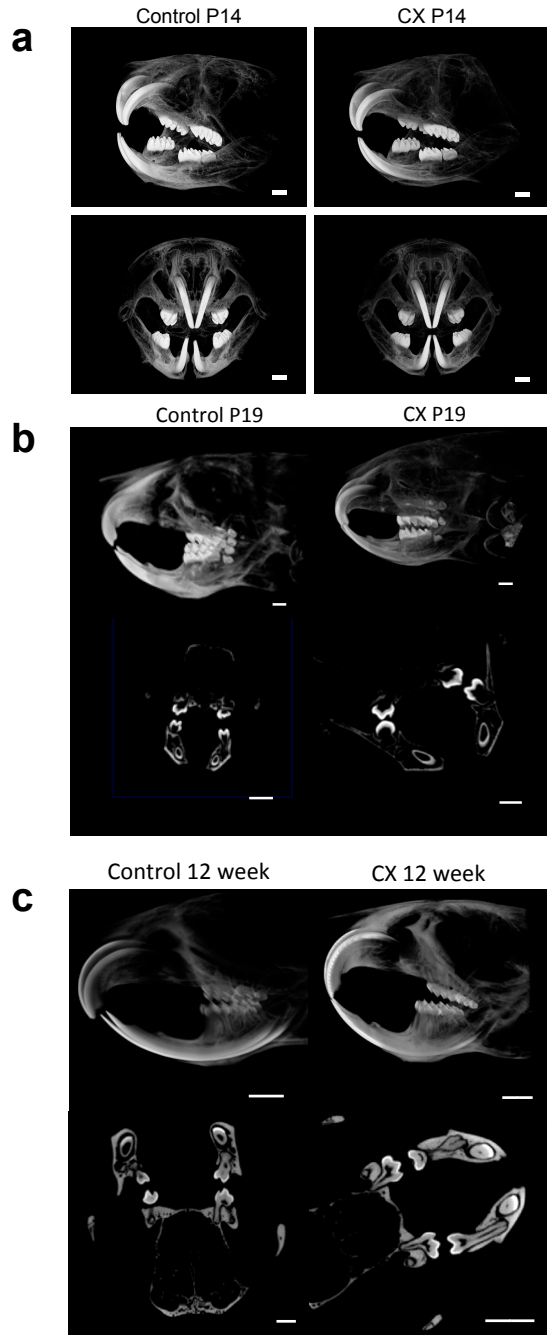 a
Control P14
CX P14
b
Control P19
CX P19
c
Control 12 week
CX 12 week